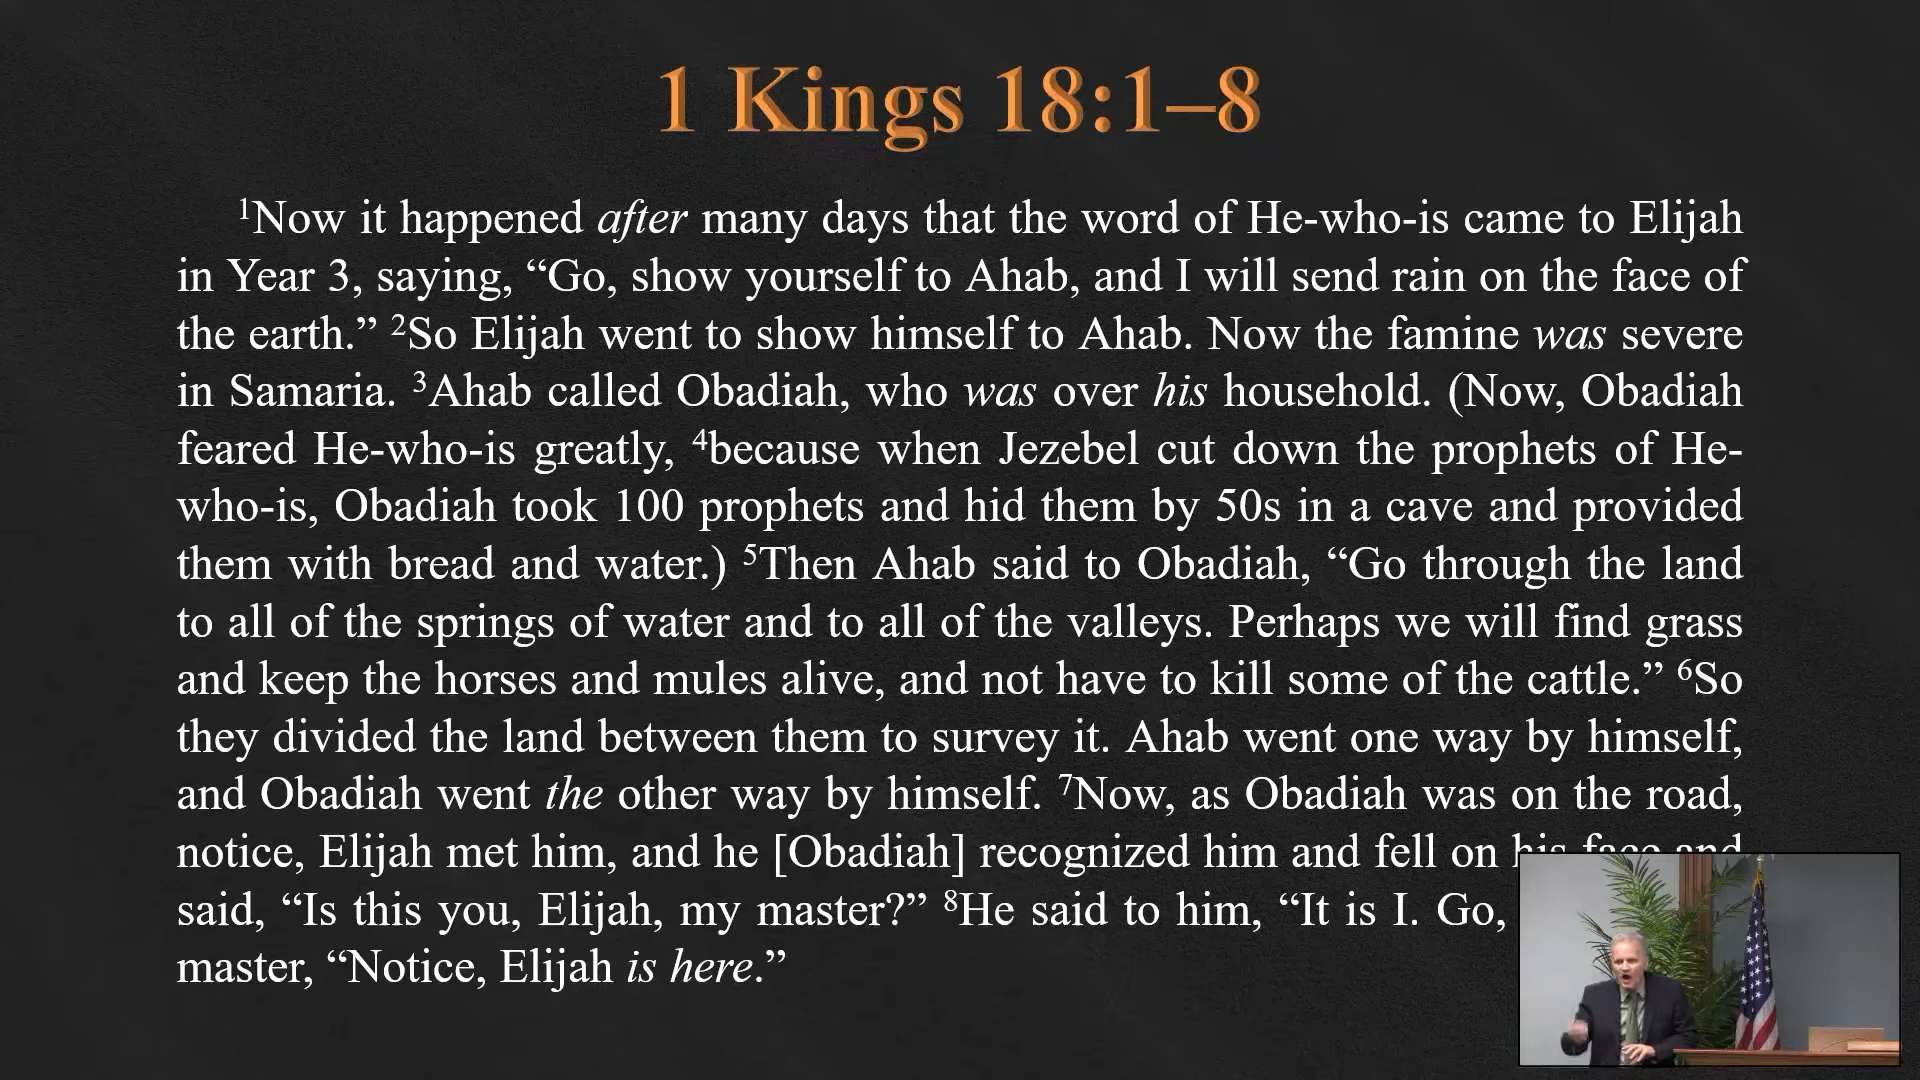 1 Kings 18:1–8
¹Now it happened after many days that the word of He-who-is came to Elijah
in Year 3, saying, “Go, show yourself to Ahab, and I will send rain on the face of
the earth.” ²So Elijah went to show himself to Ahab. Now the famine was severe
in Samaria. ³Ahab called Obadiah, who was over his household. (Now, Obadiah
feared He-who-is greatly, ⁴because when Jezebel cut down the prophets of He-
who-is, Obadiah took 100 prophets and hid them by 50s in a cave and provided
them with bread and water.) ⁵Then Ahab said to Obadiah, “Go through the land
to all of the springs of water and to all of the valleys. Perhaps we will find grass
and keep the horses and mules alive, and not have to kill some of the cattle.” ⁶So
they divided the land between them to survey it. Ahab went one way by himself,
and Obadiah went the other way by himself. ⁷Now, as Obadiah was on the road,
notice, Elijah met him, and he [Obadiah] recognized him and fell on his face and
said, “Is this you, Elijah, my master?” ⁸He said to him, “It is I. Go,
master, “Notice, Elijah is here.”